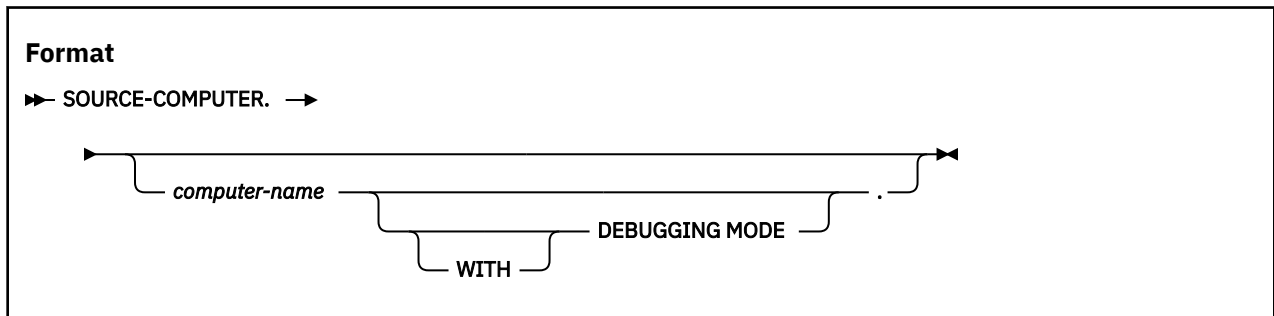 Format
SOURCE-COMPUTER.
computer-name .
DEBUGGING MODE
WITH